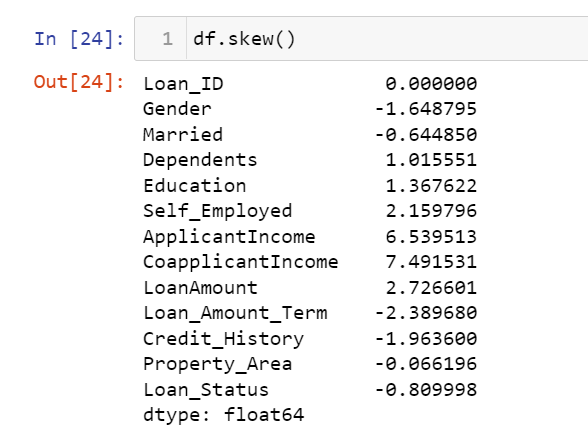 In [24]: 1 df.skew()
Out[24]: Loan_ID 0.000000
Gender -1.648795
Married -0.644850
Dependents 1.015551
Education 1.367622
Self_Employed 2.159796
ApplicantIncome 6.539513
CoapplicantIncome 7.491531
LoanAmount 2.726601
Loan_Amount_Term -2.389680
Credit_History -1.963600
Property_Area -0.066196
Loan_Status -0.809998
dtype: float64